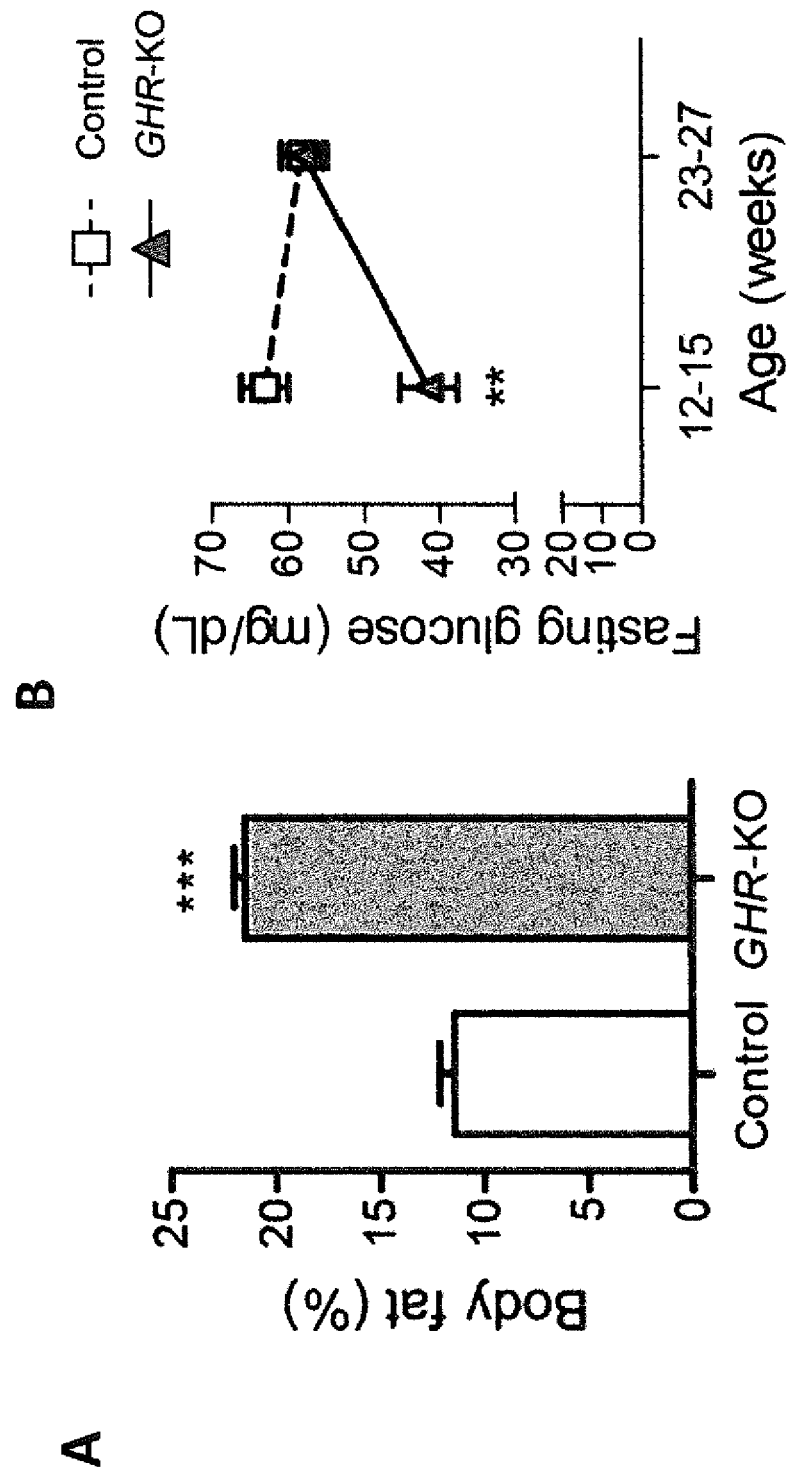 A
Body fat (%)
25
20
15
10
5
0
***
Control GHR-KO
B
Control
GHR-KO
Fasting glucose (mg/dL)
70
60
50
40
30
20
10
0
**
12-15 23-27
Age (weeks)